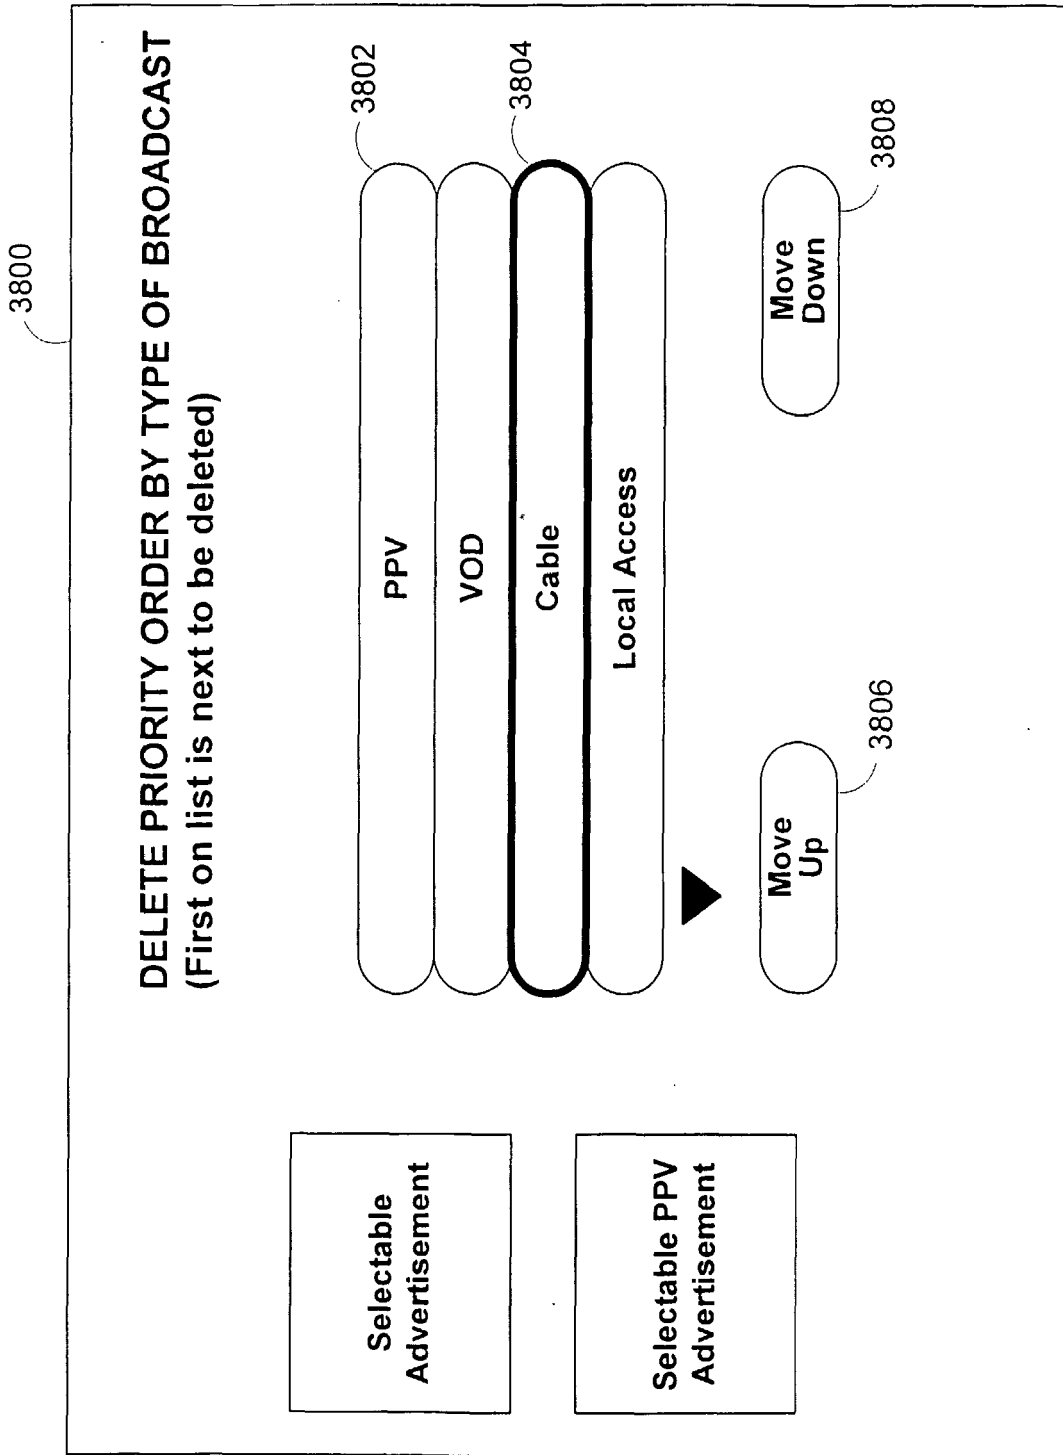 3800
DELETE PRIORITY ORDER BY TYPE OF BROADCAST
(First on list is next to be deleted)
Selectable
Advertisement
Selectable PPV
Advertisement
PPV
3802
VOD
Cable
3804
Local Access
Move
Up
3806
Move
Down
3808